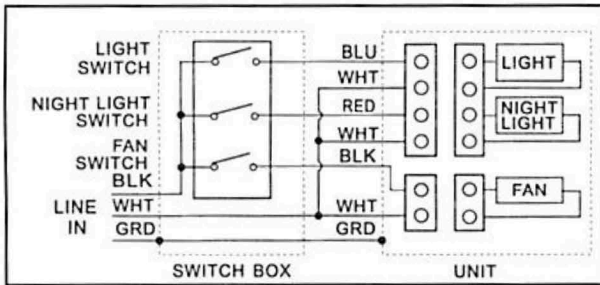 LIGHT
SWITCH
NIGHT LIGHT
SWITCH
FAN
SWITCH
BLK
LINE
IN
WHT
GRD
BLU
WHT
RED
WHT
BLK
WHT
GRD
LIGHT
NIGHT
LIGHT
FAN
SWITCH BOX
UNIT